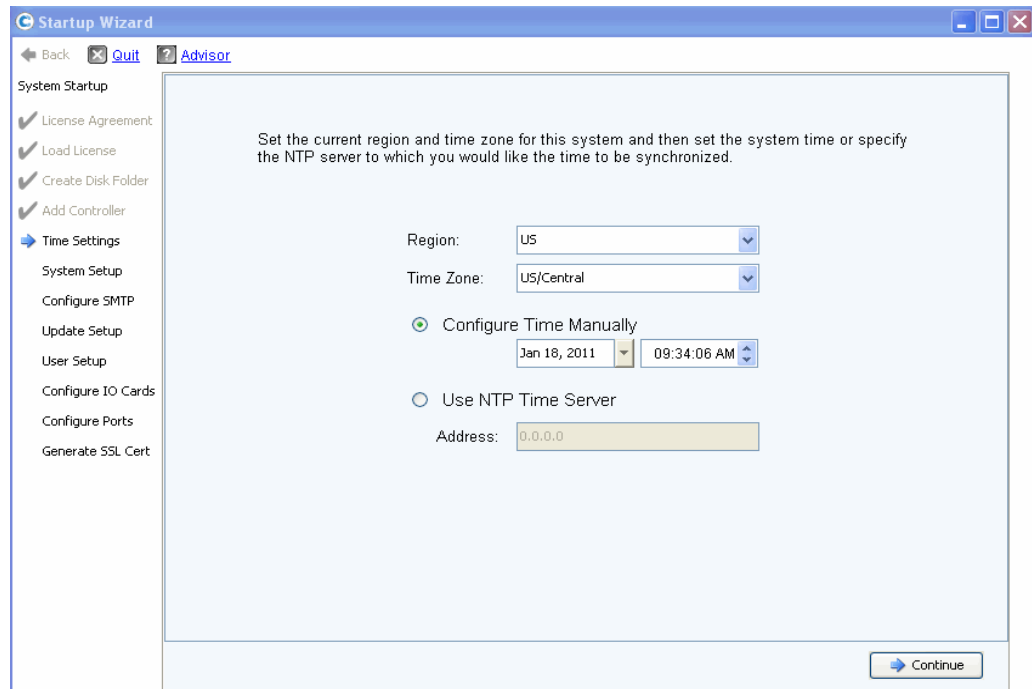 Startup Wizard
Back Quit Advisor
System Startup
License Agreement
Load License
Create Disk Folder
Add Controller
Time Settings
System Setup
Configure SMTP
Update Setup
User Setup
Configure IO Cards
Configure Ports
Generate SSL Cert
Set the current region and time zone for this system and then set the system time or specify
the NTP server to which you would like the time to be synchronized.
Region: US
Time Zone: US/Central
Configure Time Manually
Jan 18, 2011 09:34:06 AM
Use NTP Time Server
Address: 0.0.0.0
Continue